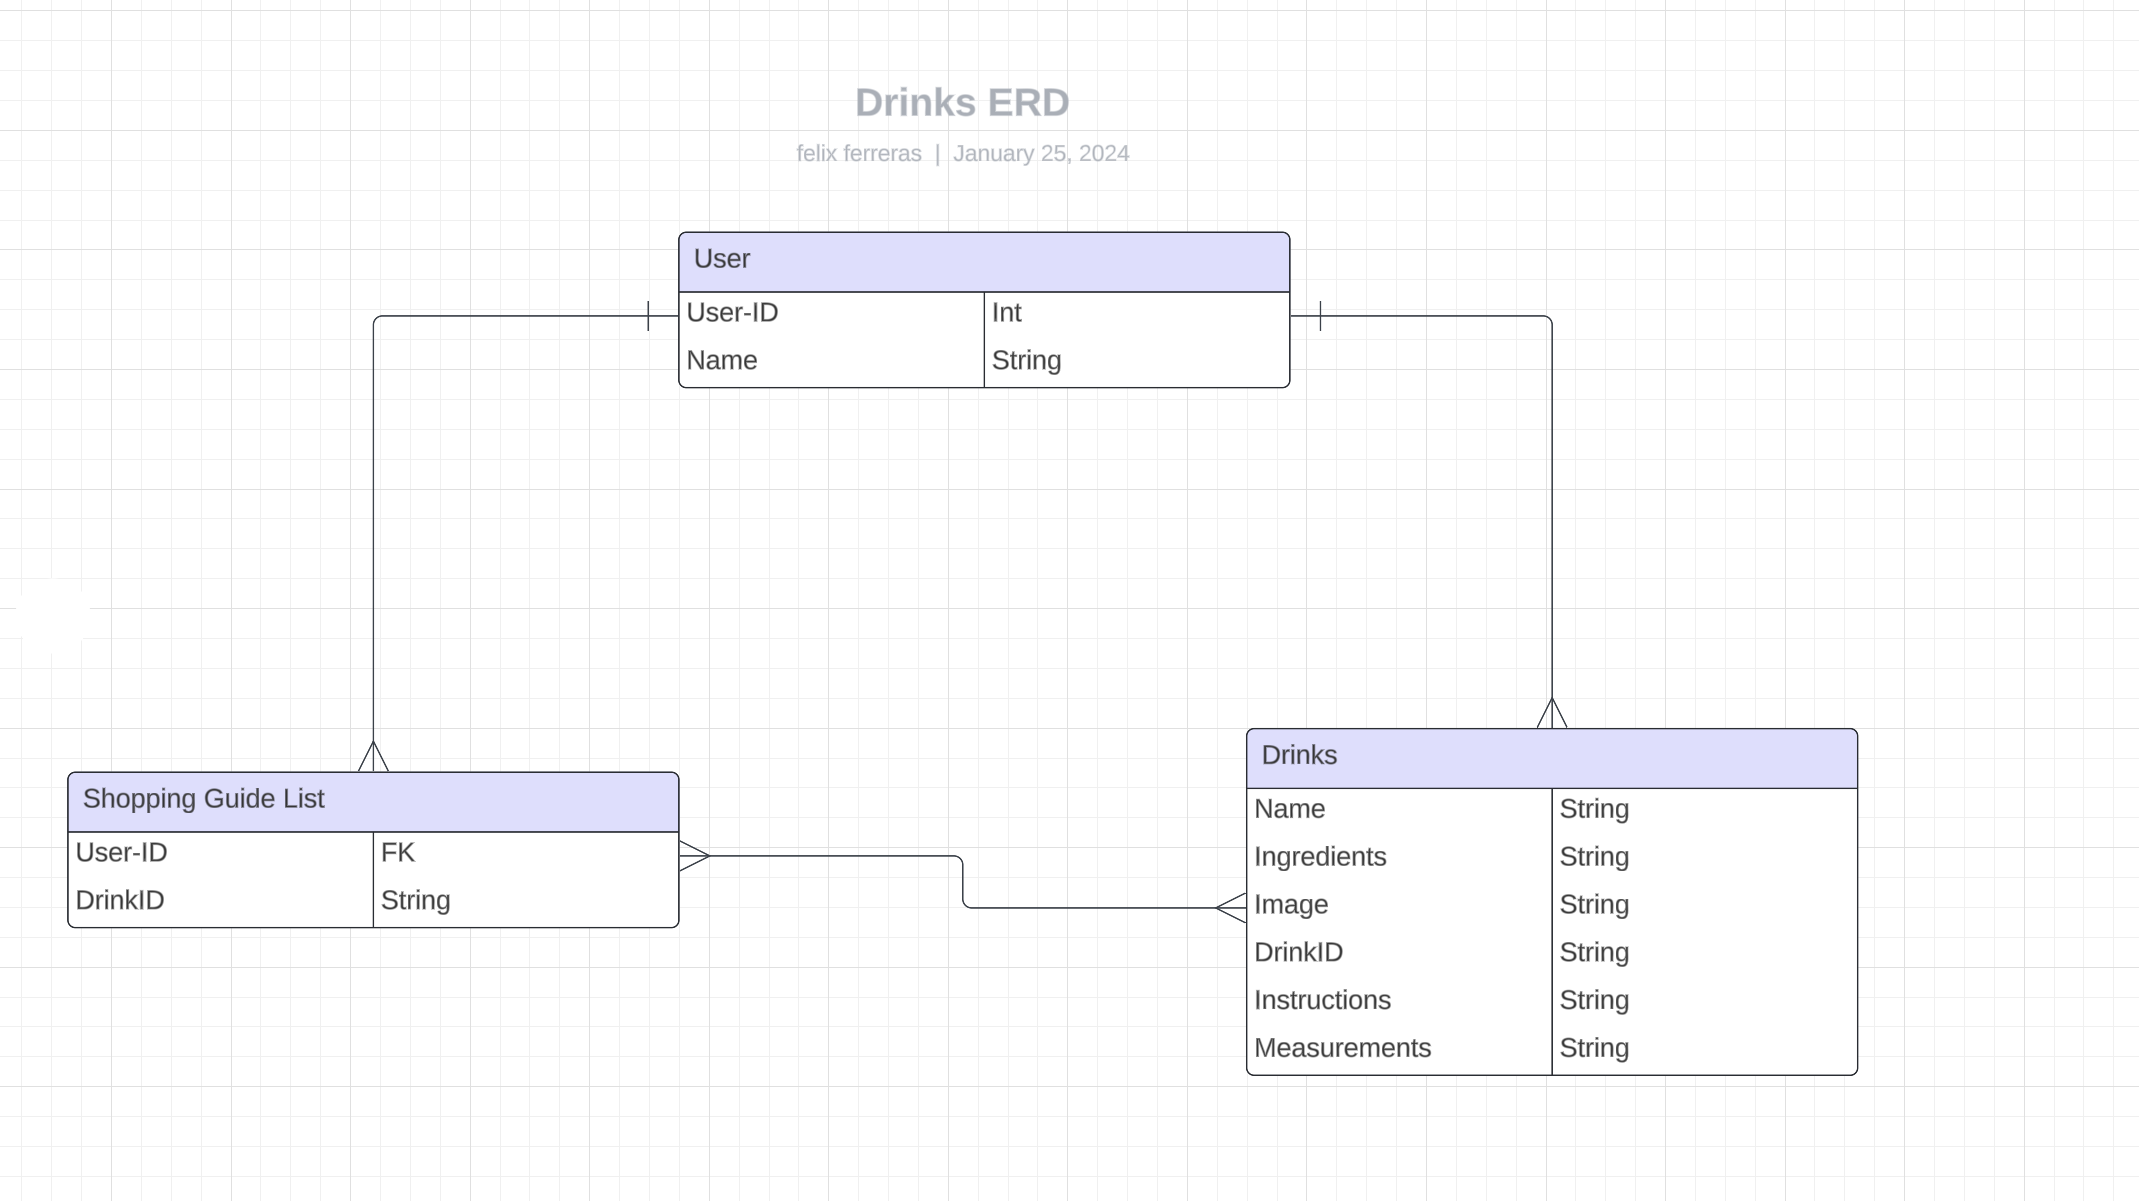 Drinks ERD
felix ferreras | January 25, 2024
User
User-ID Int
Name String
Shopping Guide List
User-ID FK
DrinkID String
Drinks
Name String
Ingredients String
Image String
DrinkID String
Instructions String
Measurements String